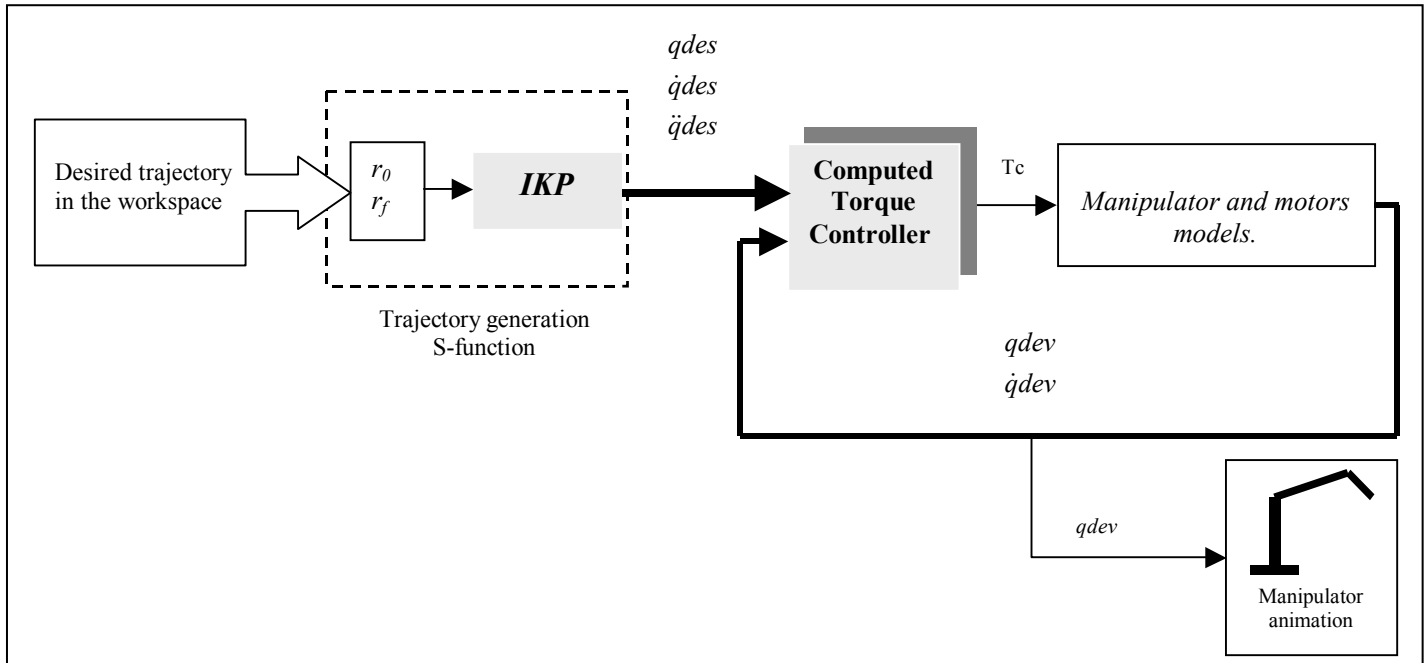 qdes
q̇des
q̈des
Desired trajectory
in the workspace
r0
rf
IKP
Computed
Torque
Controller
Tc
Manipulator and motors
models.
Trajectory generation
S-function
qdev
q̇dev
qdev
Manipulator
animation